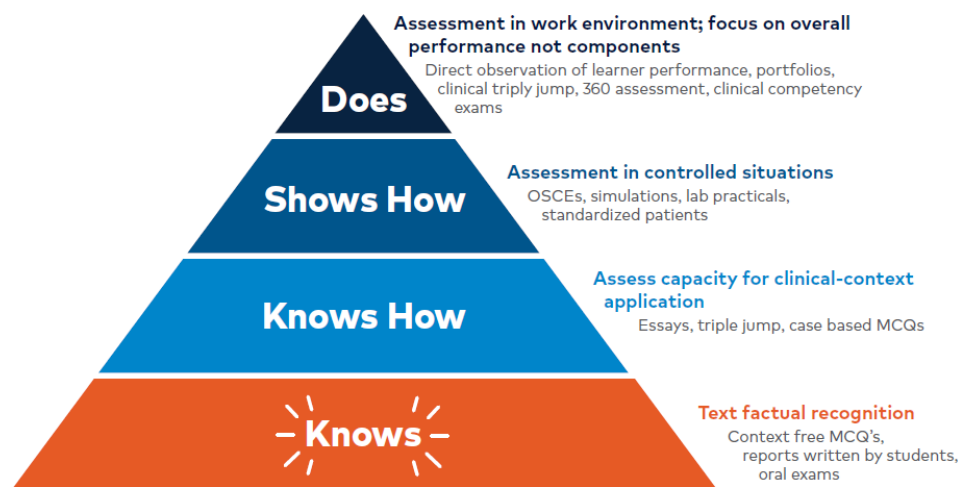 Assessment in work environment; focus on overall
performance not components
Direct observation of learner performance, portfolios,
clinical triply jump, 360 assessment, clinical competency
exams
Does
Assessment in controlled situations
OSCEs, simulations, lab practicals,
standardized patients
Shows How
Assess capacity for clinical-context
application
Essays, triple jump, case based MCQs
Knows How
Text factual recognition
Context free MCQ's,
reports written by students,
oral exams
Knows